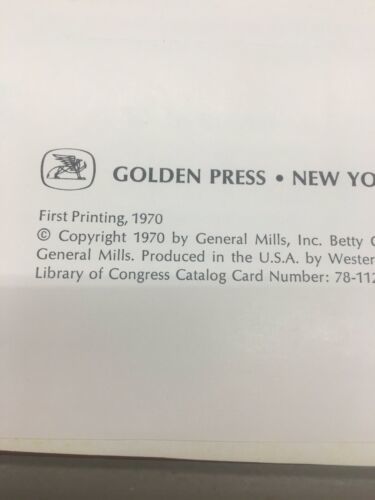 GOLDEN PRESS • NEW YO
First Printing, 1970
© Copyright 1970 by General Mills, Inc. Betty
General Mills. Produced in the U.S.A. by Wester
Library of Congress Catalog Card Number: 78-112